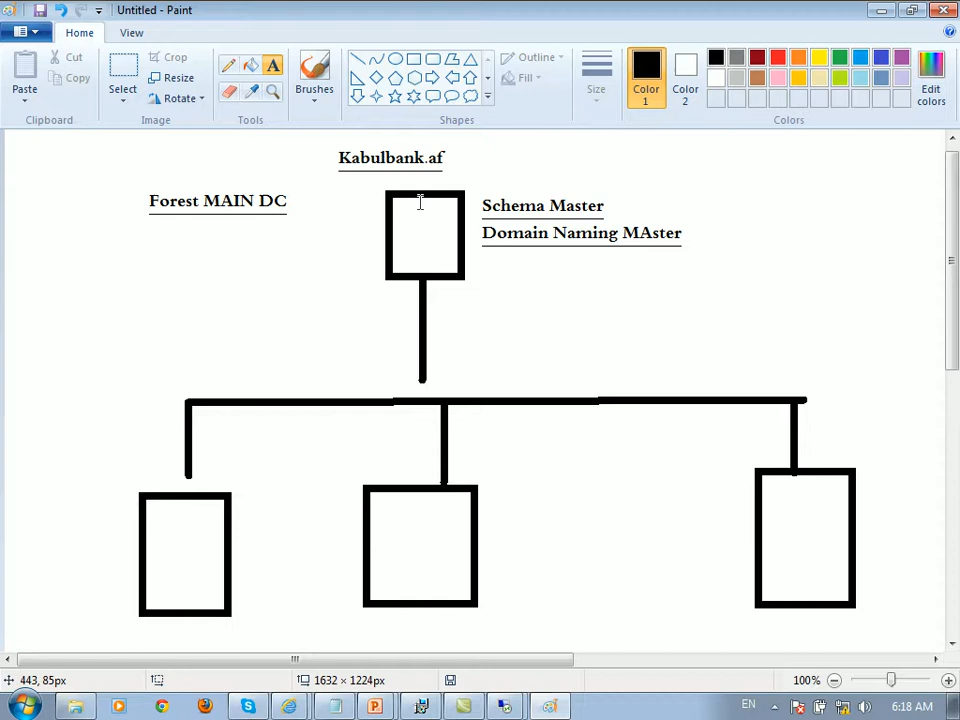 Untitled - Paint
Home
View
Paste
Cut
Copy
Clipboard
Select
Crop
Resize
Rotate
Image
A
Tools
Brushes
Outline
Fill
Shapes
Size
Color
1
Color
2
Edit
colors
Colors
Kabulbank.af
Forest MAIN DC
Schema Master
Domain Naming MAster
443, 85px
1632 × 1224px
100%
EN
6:18 AM